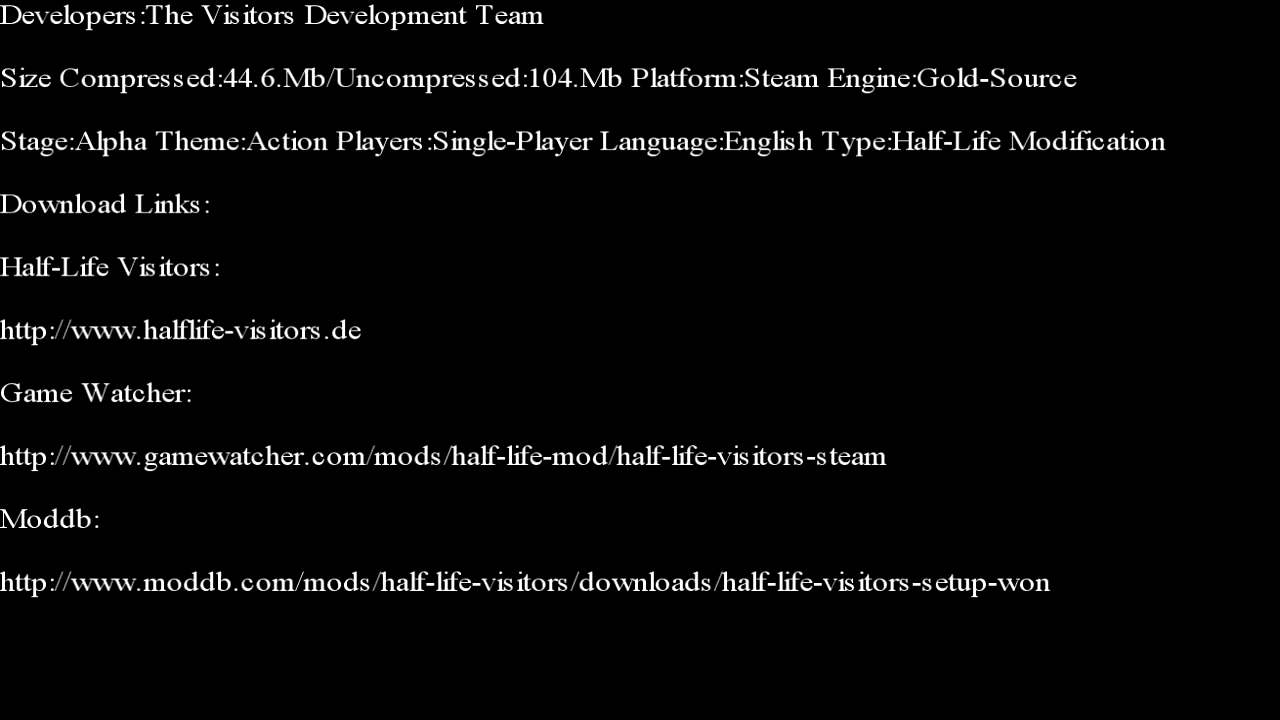 Developers:The Visitors Development Team
Size Compressed:44.6.Mb/Uncompressed:104.Mb Platform:Steam Engine:Gold-Source
Stage:Alpha Theme:Action Players:Single-Player Language:English Type:Half-Life Modification
Download Links:
Half-Life Visitors:
http://www.halflife-visitors.de
Game Watcher:
http://www.gamewatcher.com/mods/half-life-mod/half-life-visitors-steam
Moddb:
http://www.moddb.com/mods/half-life-visitors/downloads/half-life-visitors-setup-won